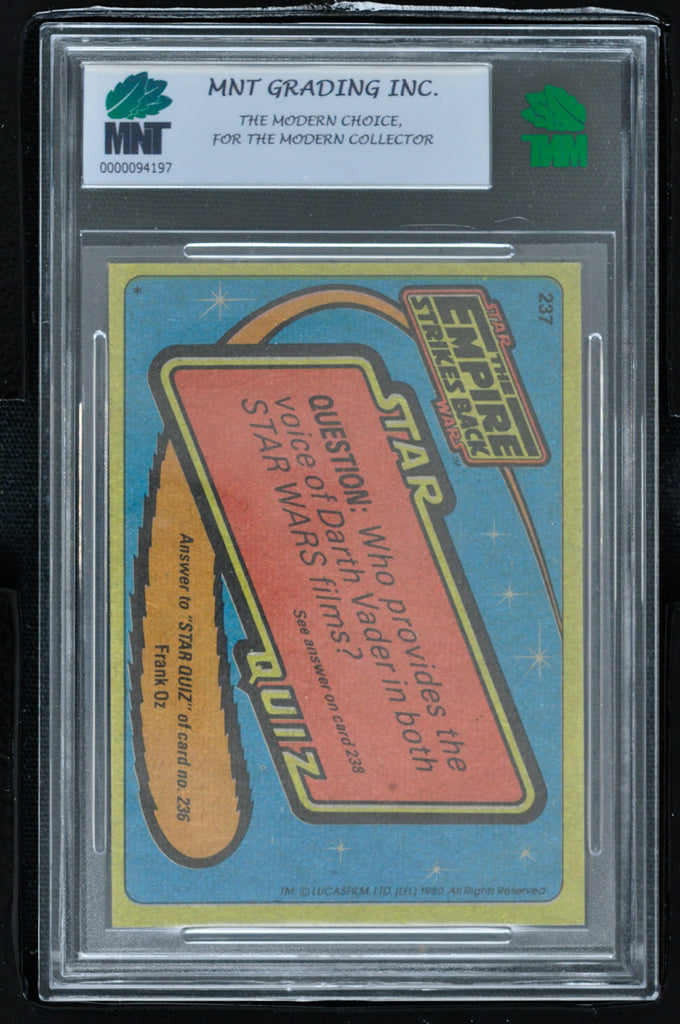 MNT GRADING INC.
THE MODERN CHOICE,
FOR THE MODERN COLLECTOR
MNT
0000094197
MNT
237
STAR
THE
EMPIRE
STRIKES BACK
WARS™
STAR
QUESTION: Who provides the
voice of Darth Vader in both
STAR WARS films?
See answer on card 238
QUIZ
Answer to "STAR QUIZ" of card no. 236
Frank Oz
*
TM © LUCASFILM, LTD. (LFL) 1980 All Rights Reserved